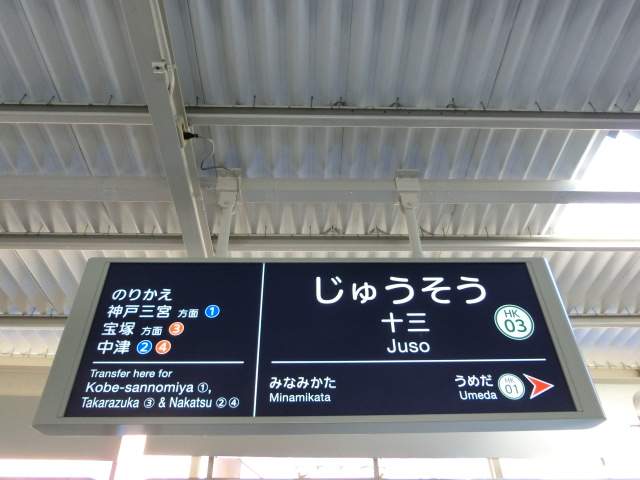 のりかえ
神戸三宮 方面 1
宝塚 方面 3
中津 2 4
Transfer here for
Kobe-sannomiya ①,
Takarazuka ③ & Nakatsu ② ④
じゅうそう
十三
Juso
HK
03
みなみかた
Minamikata
うめだ
Umeda
HK
01